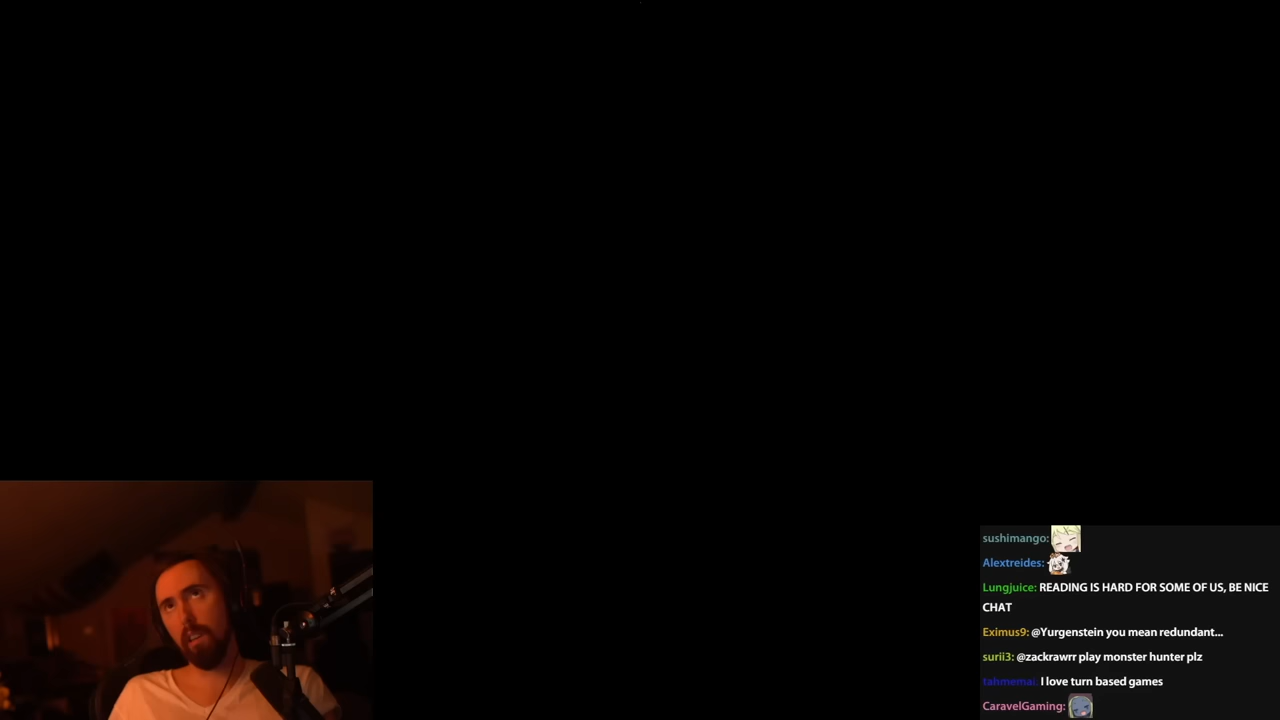 sushimango:
Alextreides:
Lungjuice: READING IS HARD FOR SOME OF US, BE NICE
CHAT
Eximus9: @Yurgenstein you mean redundant...
surii3: @zackrawrr play monster hunter plz
tahmemai: I love turn based games
CaravelGaming: